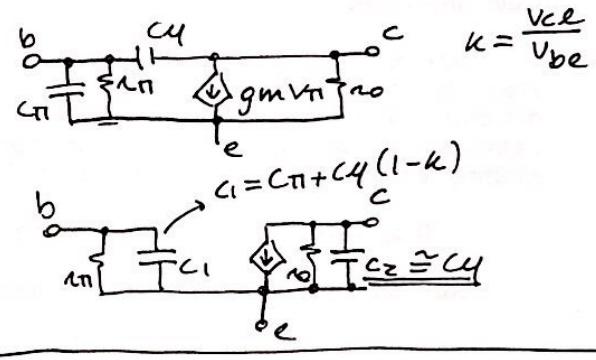 b
Cμ
c
k = Vce / Vbe
Cπ
rπ
gmVπ
ro
e
C1 = Cπ + Cμ (1 - k)
b
c
rπ
C1
ro
C2 ≅ Cμ
e